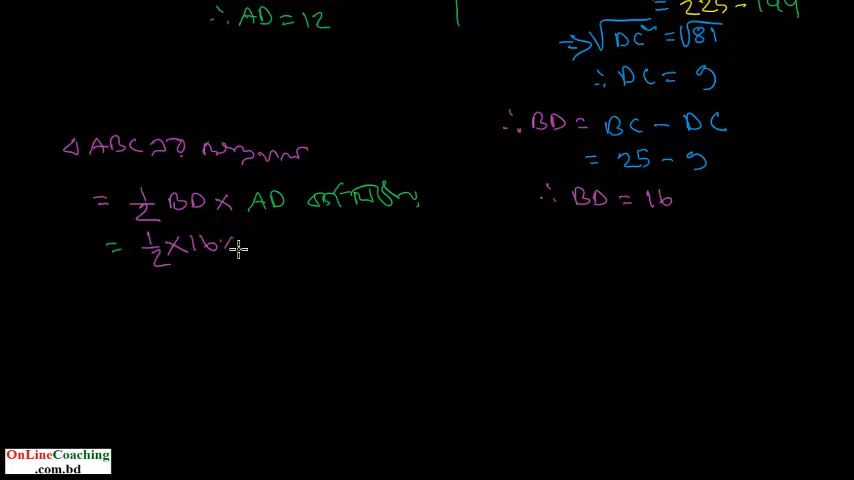 ∴ AD = 12
= 225 - 144
=> √DC² = √81
∴ DC = 9
∴ BD = BC - DC
= 25 - 9
∴ BD = 16
△ ABC এর ক্ষেত্রফল
= 1/2 BD × AD বর্গ একক
= 1/2 × 16 ×
OnLineCoaching
.com.bd